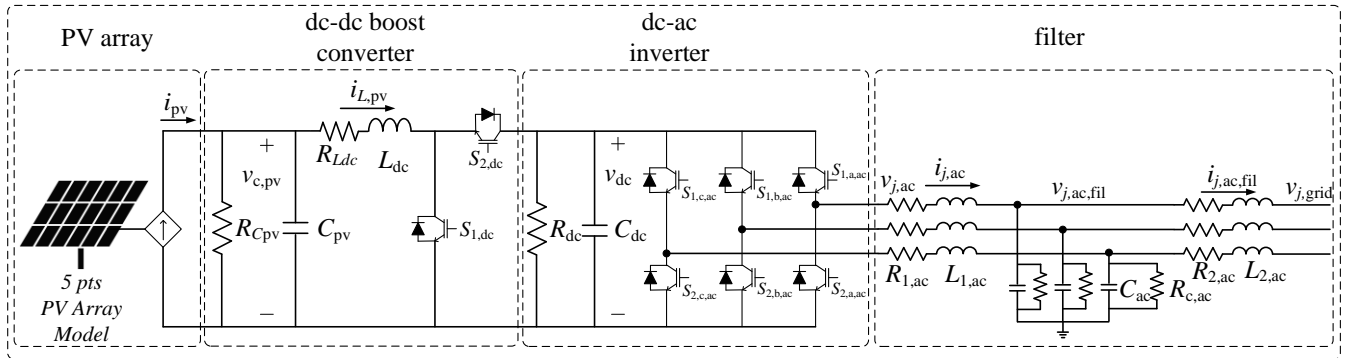 PV array
dc-dc boost
converter
dc-ac
inverter
filter
i_pv
5 pts
PV Array
Model
R_Cpv
+
v_c,pv
−
C_pv
i_L,pv
R_Ldc
L_dc
S_1,dc
S_2,dc
R_dc
C_dc
+
v_dc
−
S_1,c,ac
S_1,b,ac
S_1,a,ac
S_2,c,ac
S_2,b,ac
S_2,a,ac
v_j,ac
i_j,ac
v_j,ac,fil
i_j,ac,fil
v_j,grid
R_1,ac
L_1,ac
C_ac
R_c,ac
R_2,ac
L_2,ac